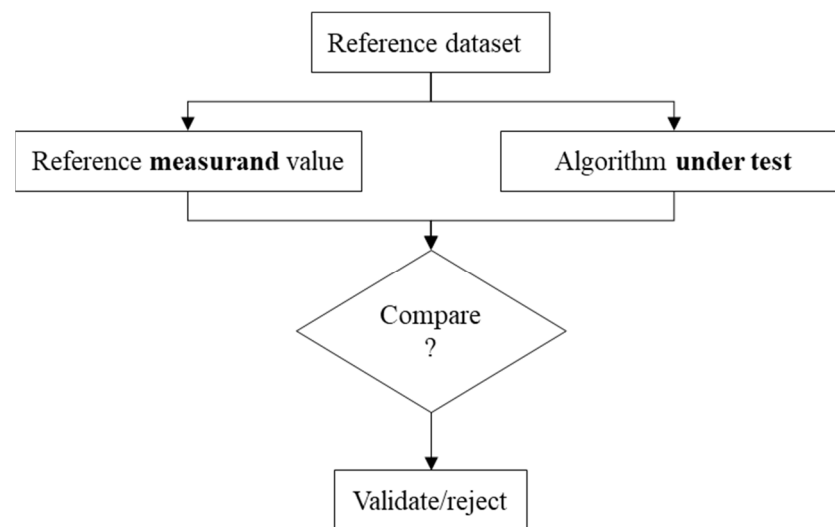 Reference dataset
Reference measurand value
Algorithm under test
Compare
?
Validate/reject